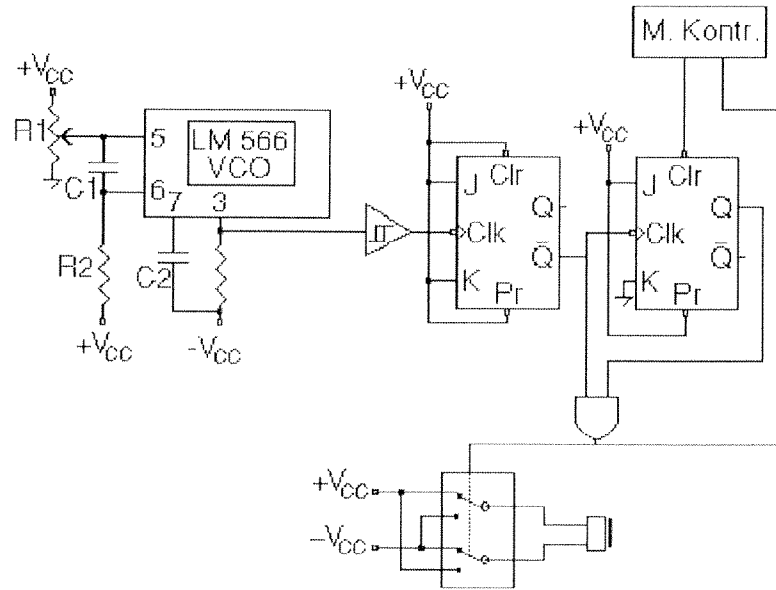 M. Kontr.
+VCC
R1
5
LM 566
VCO
C1
6
7
3
R2
C2
+VCC
-VCC
+VCC
J
Clr
Q
Clk
Q̄
K
Pr
+VCC
J
Clr
Q
Clk
Q̄
K
Pr
+VCC
-VCC